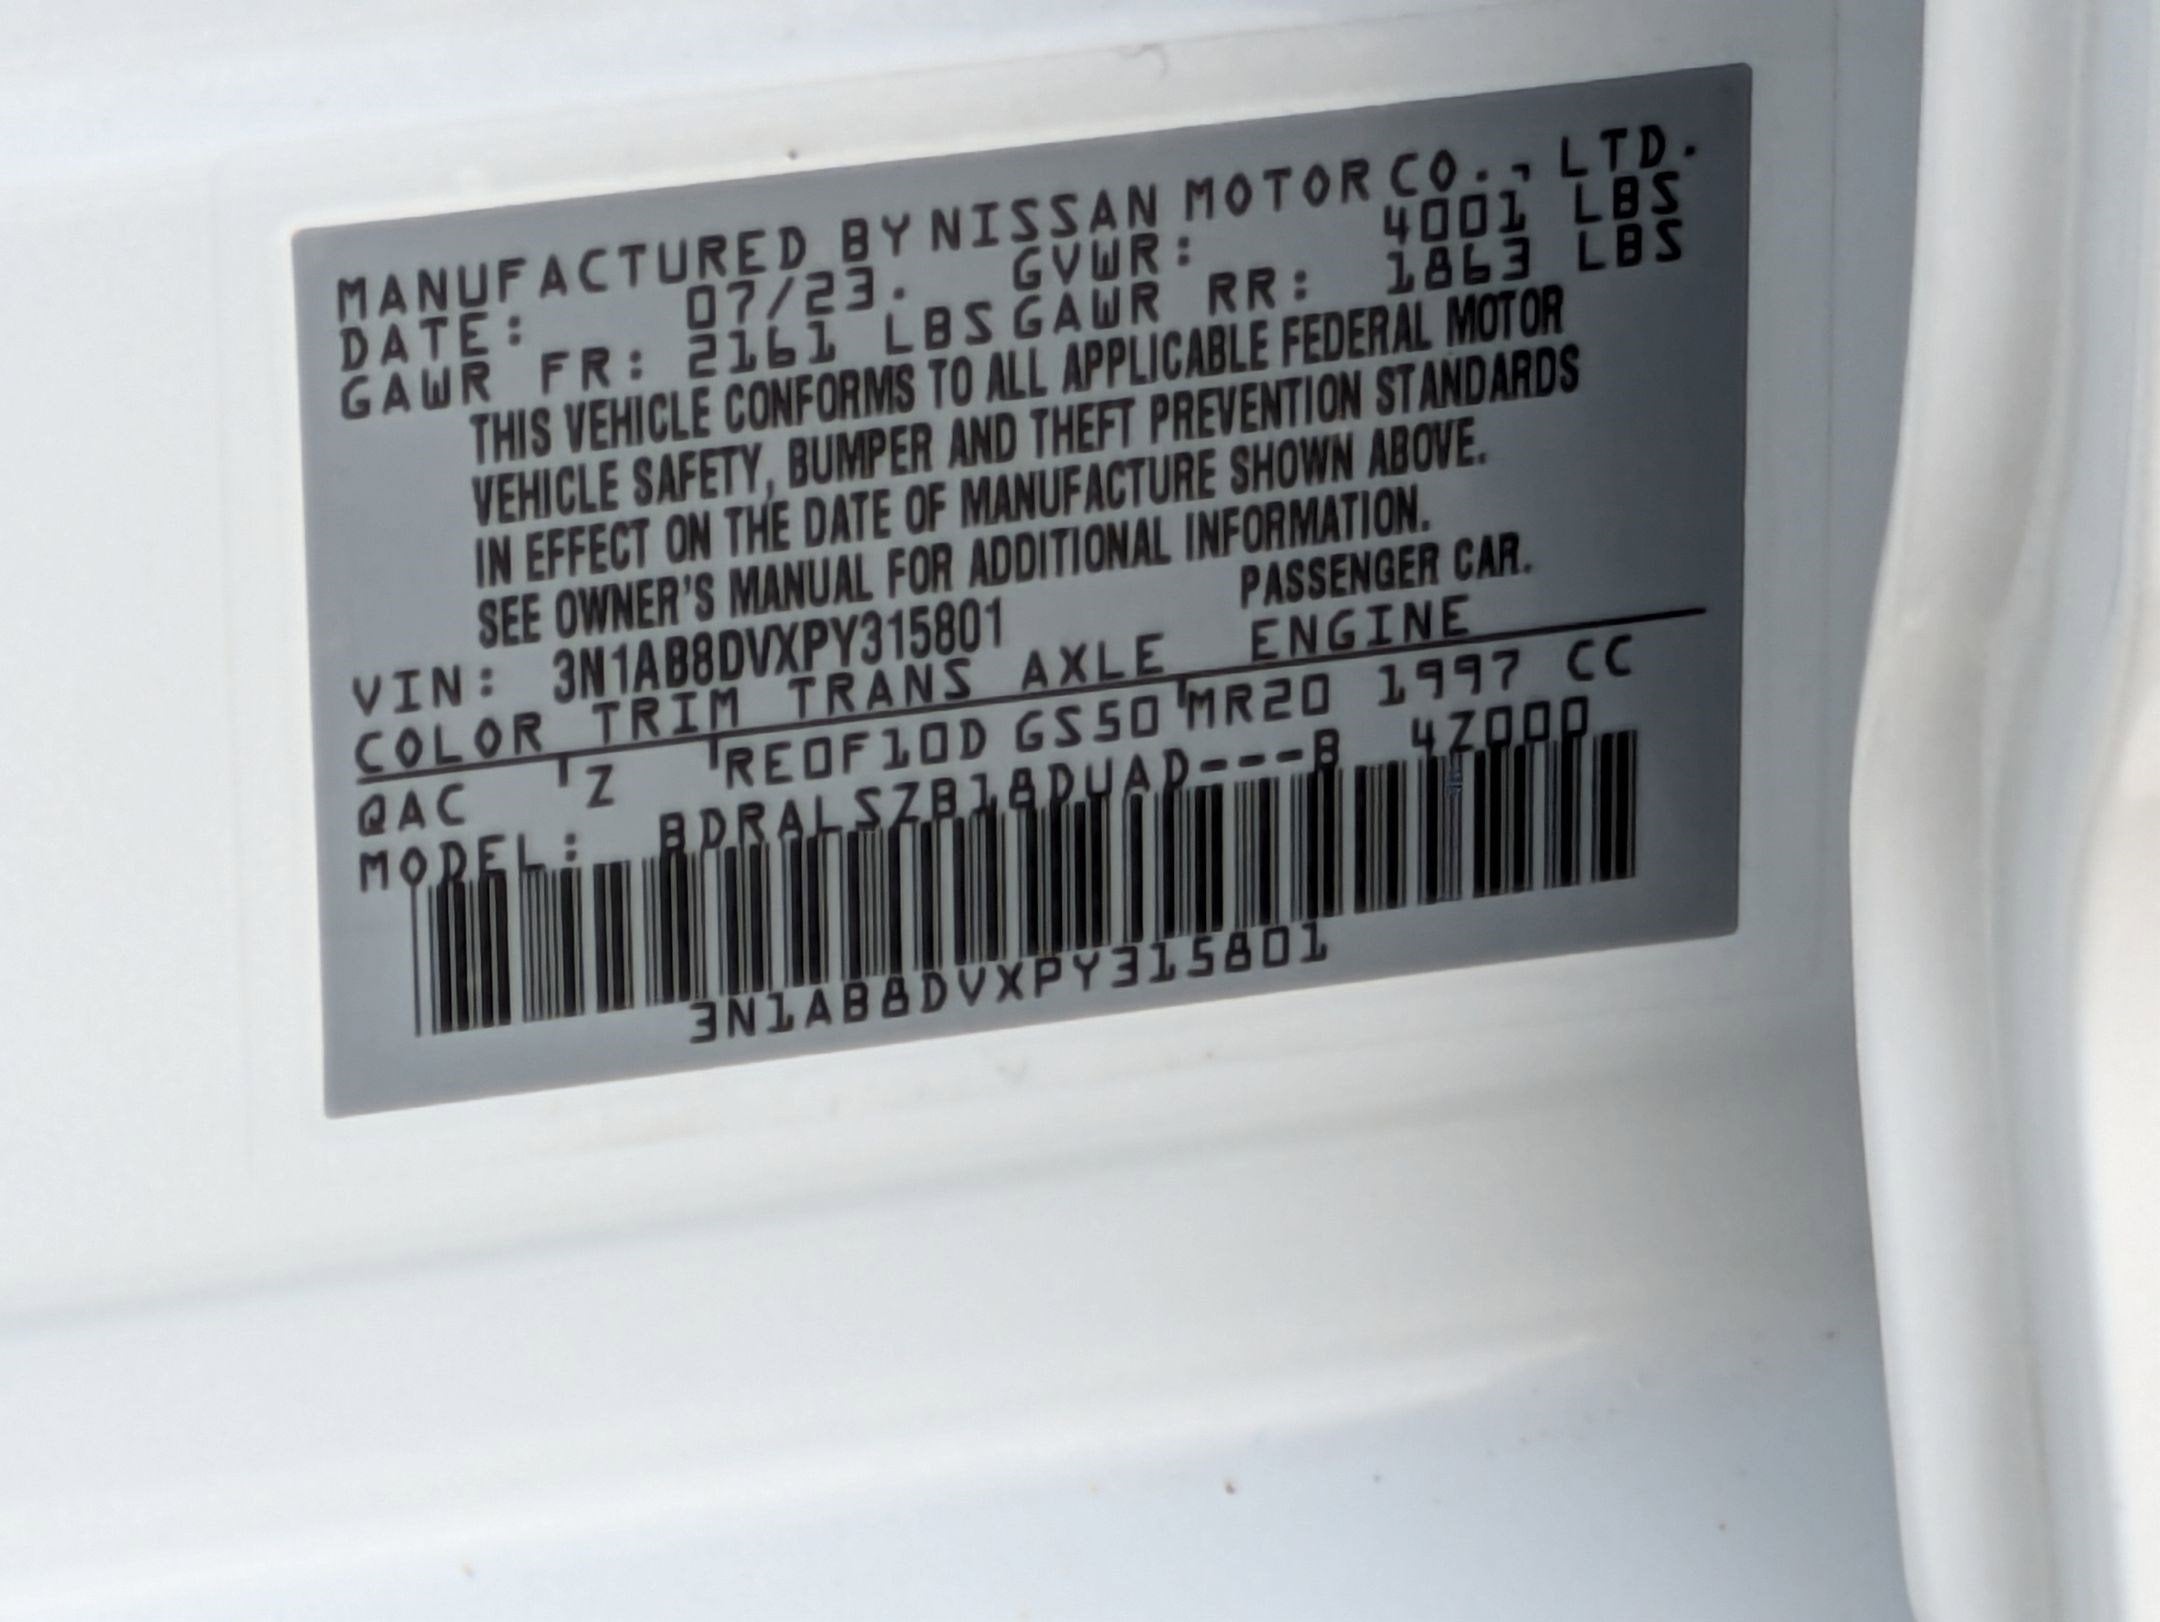 MANUFACTURED BY NISSAN MOTOR CO., LTD.
DATE: 07/23. GVWR: 4001 LBS
GAWR FR: 2161 LBS GAWR RR: 1863 LBS
THIS VEHICLE CONFORMS TO ALL APPLICABLE FEDERAL MOTOR
VEHICLE SAFETY, BUMPER AND THEFT PREVENTION STANDARDS
IN EFFECT ON THE DATE OF MANUFACTURE SHOWN ABOVE.
SEE OWNER'S MANUAL FOR ADDITIONAL INFORMATION.
PASSENGER CAR.
VIN: 3N1AB8DVXPY315801
COLOR TRIM TRANS AXLE ENGINE
QAC Z RE0F10D GS50 MR20 1997 CC
MODEL: BDRALSZB18DUAD---B 4Z000
3N1AB8DVXPY315801